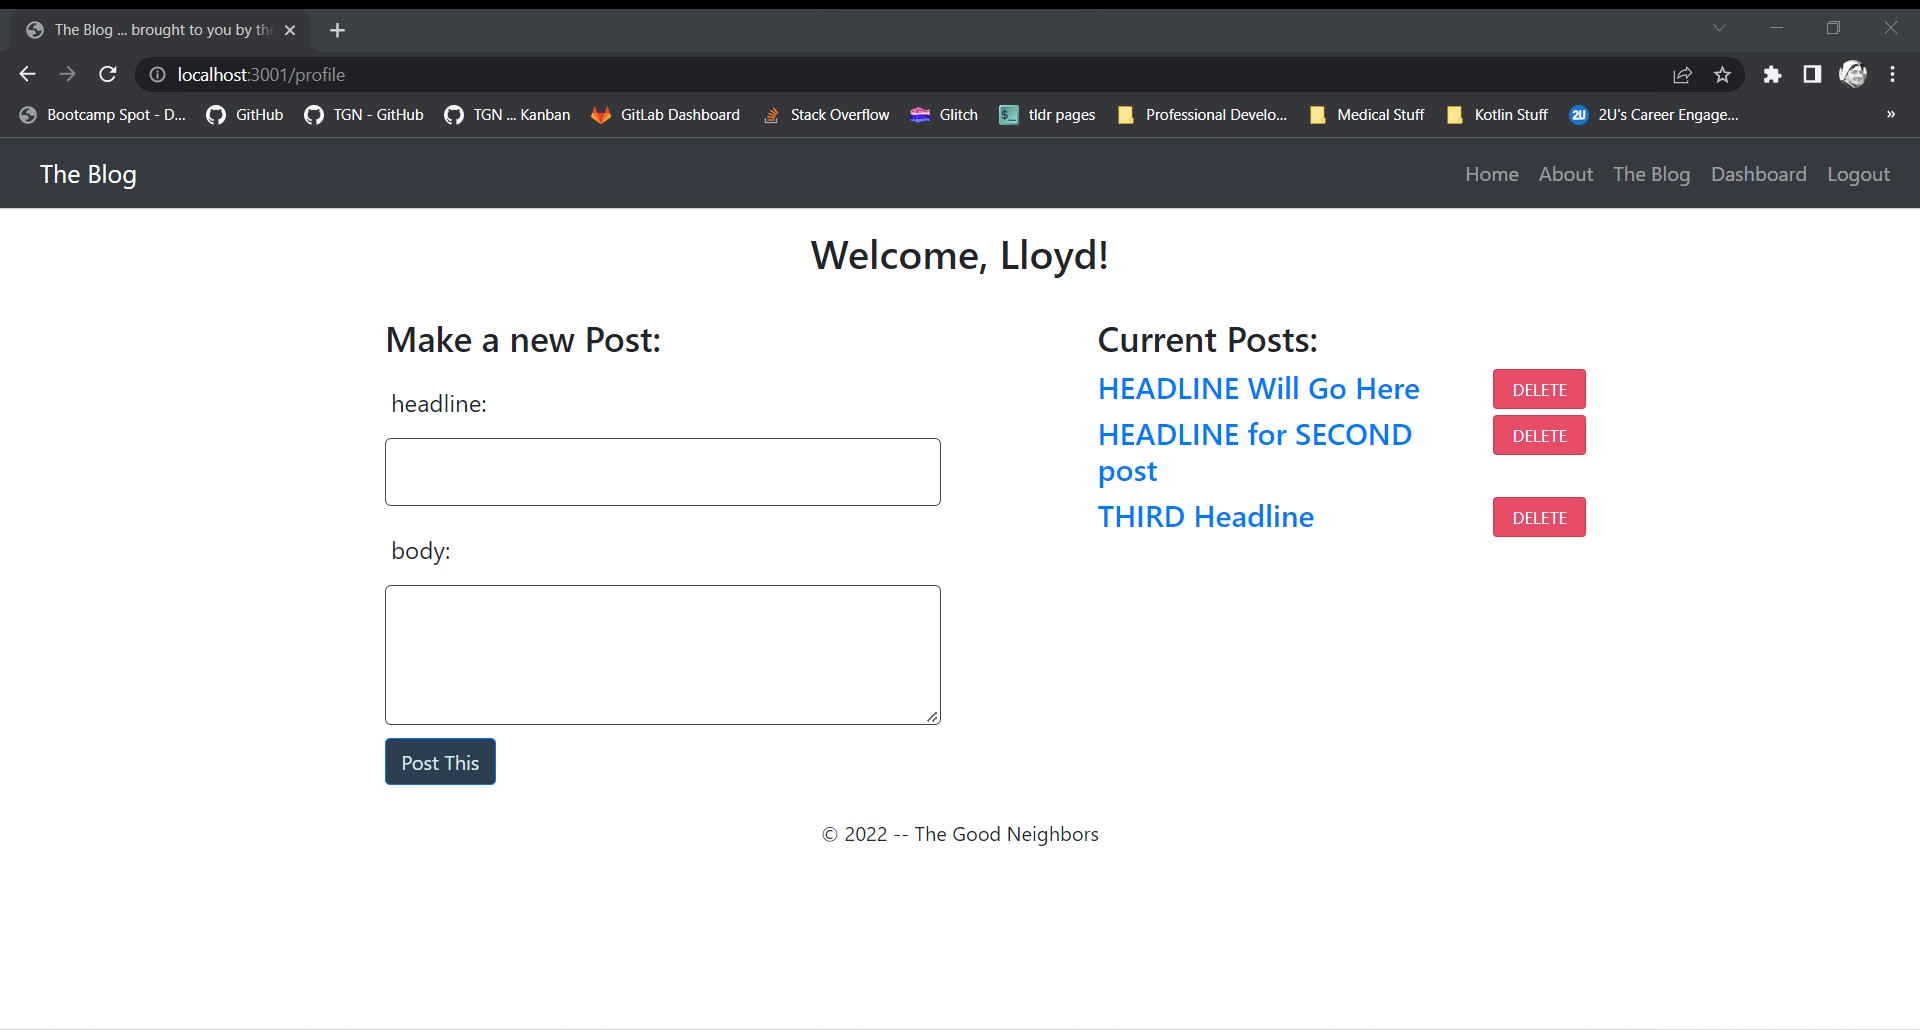 The Blog ... brought to you by the
localhost:3001/profile
Bootcamp Spot - D... GitHub TGN - GitHub TGN ... Kanban GitLab Dashboard Stack Overflow Glitch tldr pages Professional Develo... Medical Stuff Kotlin Stuff 2U 2U's Career Engage... »
The Blog Home About The Blog Dashboard Logout
Welcome, Lloyd!
Make a new Post:
headline:
body:
Post This
Current Posts:
HEADLINE Will Go Here DELETE
HEADLINE for SECOND DELETE
post
THIRD Headline DELETE
© 2022 -- The Good Neighbors